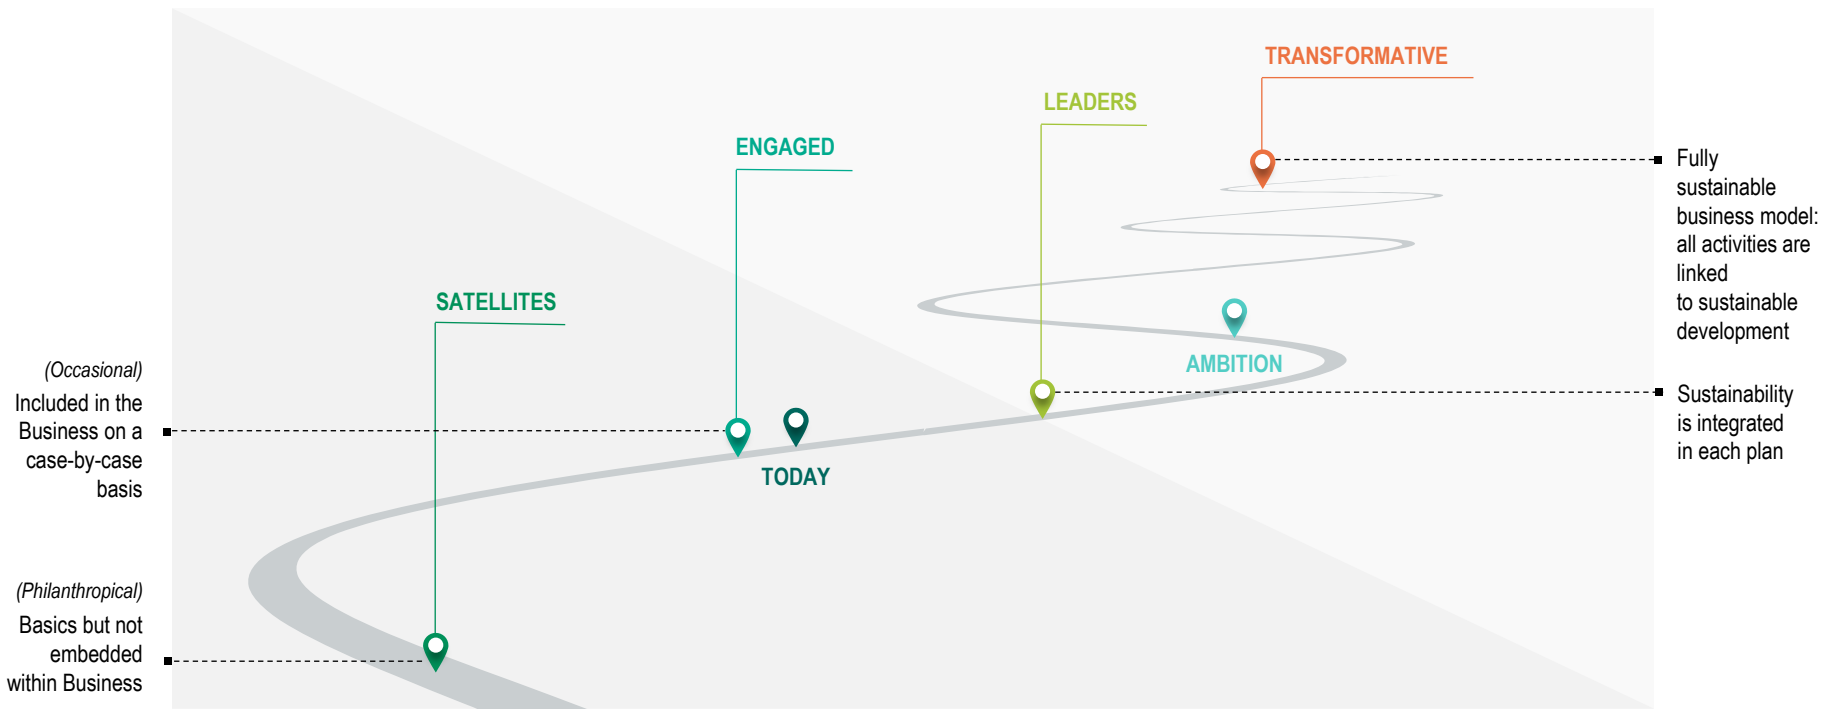 TRANSFORMATIVE
LEADERS
ENGAGED
SATELLITES
Fully
sustainable
business model:
all activities are
linked
to sustainable
development
AMBITION
Sustainability
is integrated
in each plan
(Occasional)
Included in the
Business on a
case-by-case
basis
TODAY
(Philanthropical)
Basics but not
embedded
within Business